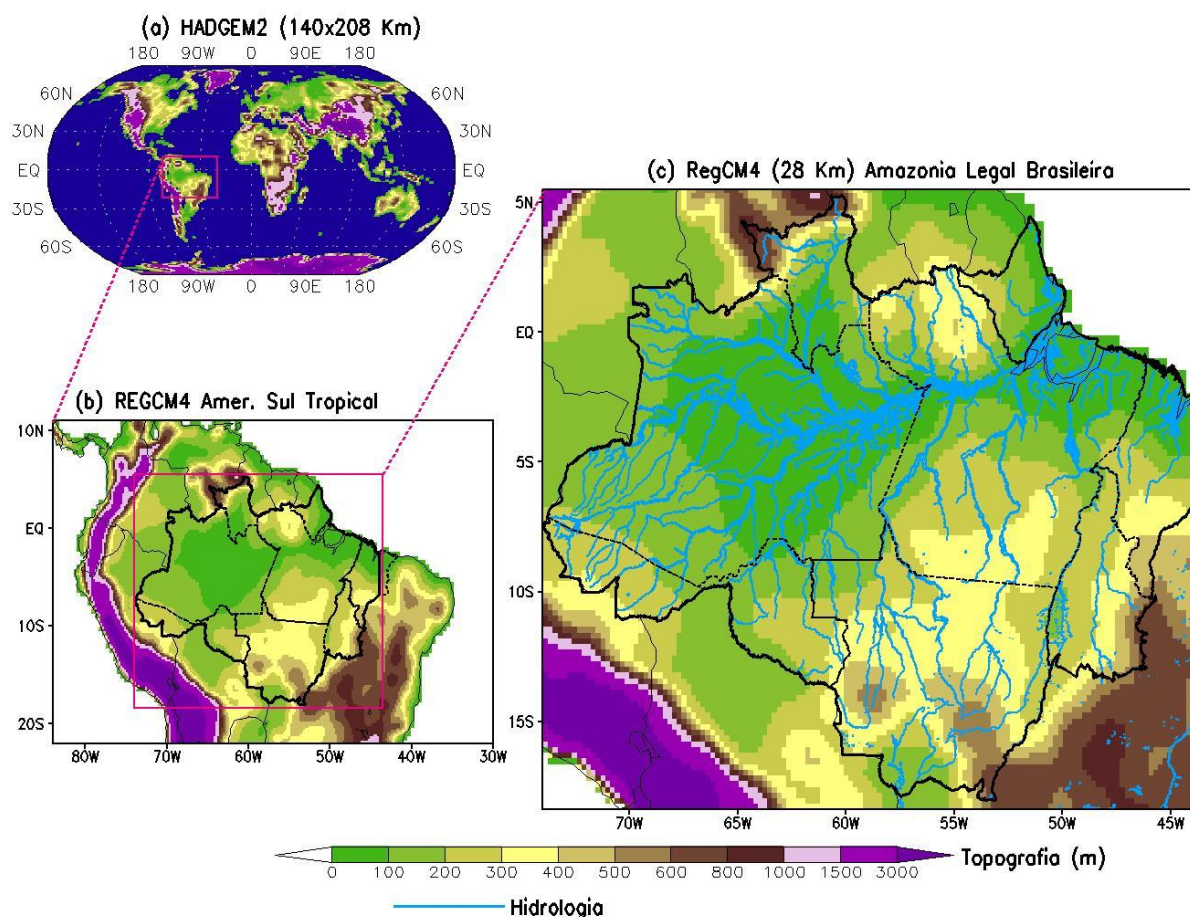 (a) HADGEM2 (140x208 Km)
180 90W 0 90E 180
60N 60N
30N 30N
EQ EQ
30S 30S
60S 60S
180 90W 0 90E 180
(c) RegCM4 (28 Km) Amazonia Legal Brasileira
5N
EQ
5S
10S
15S
70W 65W 60W 55W 50W 45W
(b) REGCM4 Amer. Sul Tropical
10N
EQ
10S
20S
80W 70W 60W 50W 40W 30W
0 100 200 300 400 500 600 800 1000 1500 3000 Topografia (m)
Hidrologia